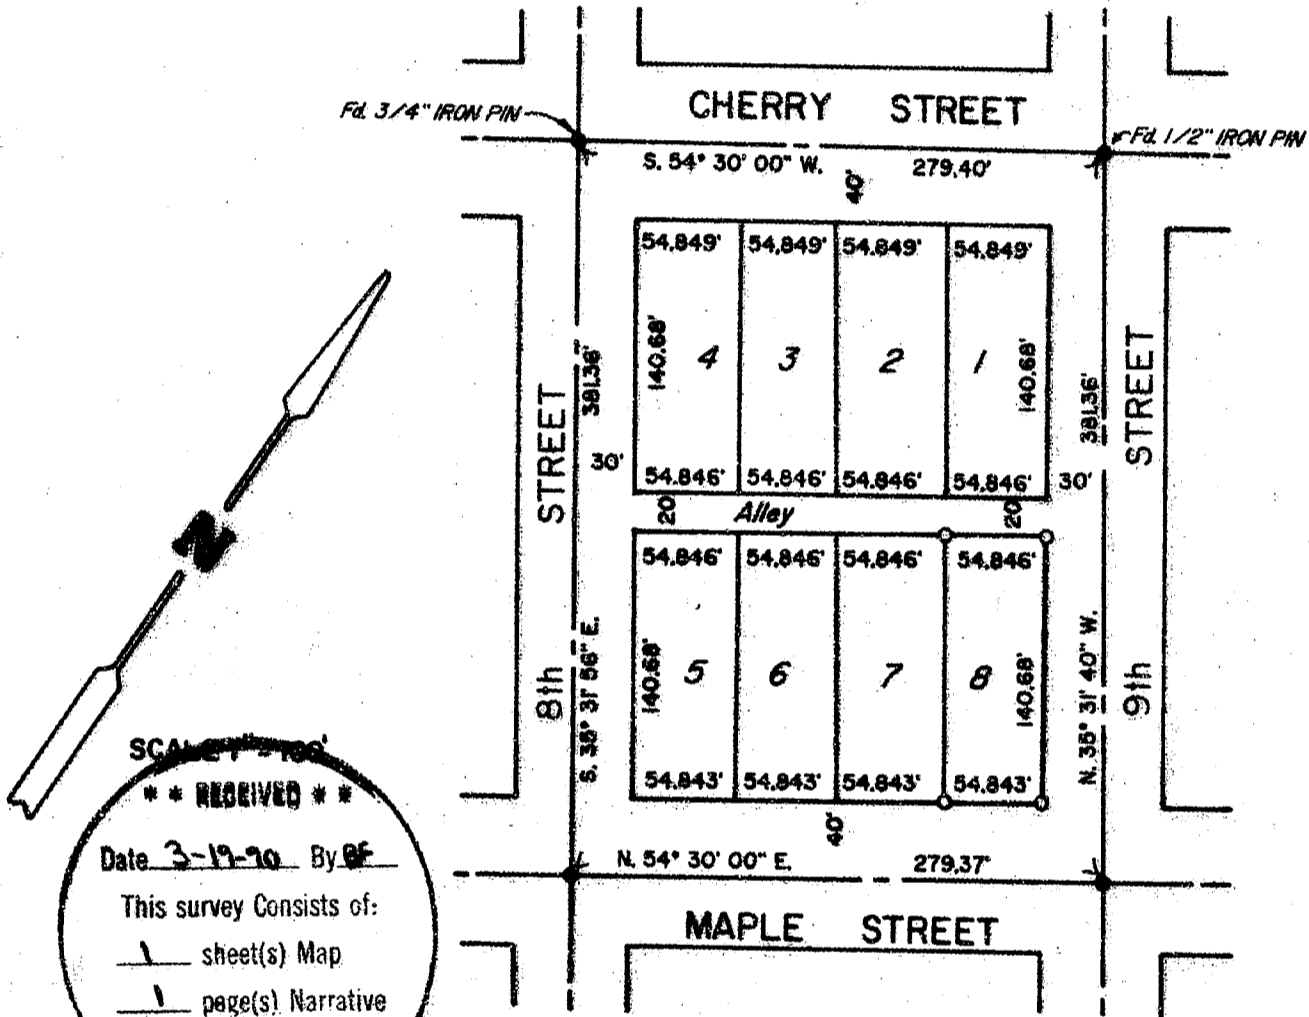 CHERRY STREET
Fd. 3/4" IRON PIN
Fd. 1/2" IRON PIN
S. 54° 30' 00" W. 279.40'
40'
54.849' 54.849' 54.849' 54.849'
140.68' 4 3 2 1 140.68'
381.36'
381.36'
8th STREET
9th STREET
30'
30'
54.846' 54.846' 54.846' 54.846'
20 Alley 20'
54.846' 54.846' 54.846' 54.846'
140.68' 5 6 7 8 140.68'
S. 35° 31' 56" E.
N. 35° 31' 40" W.
54.843' 54.843' 54.843' 54.843'
40'
N. 54° 30' 00" E. 279.37'
MAPLE STREET
N
SCALE 1" = 100'
* * RECEIVED * *
Date 3-19-90 By BF
This survey Consists of:
1 sheet(s) Map
1 page(s) Narrative